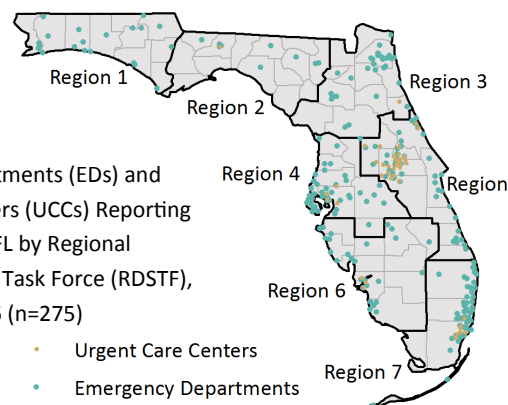 Region 1
Region 2
Region 3
Region 4
Region
tments (EDs) and
ers (UCCs) Reporting
FL by Regional
Task Force (RDSTF),
(n=275)
Region 6
Urgent Care Centers
Region 7
Emergency Departments